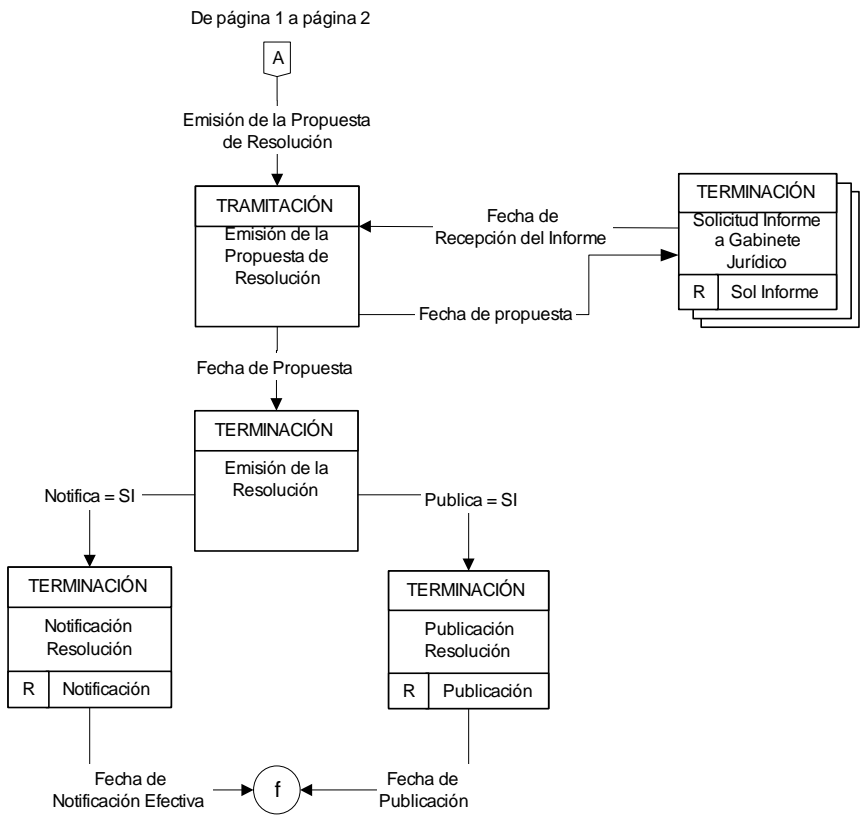 De página 1 a página 2
A
Emisión de la Propuesta
de Resolución
TRAMITACIÓN
Emisión de la
Propuesta de
Resolución
Fecha de
Recepción del Informe
TERMINACIÓN
Solicitud Informe
a Gabinete
Jurídico
R Sol Informe
Fecha de propuesta
Fecha de Propuesta
TERMINACIÓN
Emisión de la
Resolución
Notifica = SI
Publica = SI
TERMINACIÓN
Notificación
Resolución
R Notificación
TERMINACIÓN
Publicación
Resolución
R Publicación
Fecha de
Notificación Efectiva
f
Fecha de
Publicación